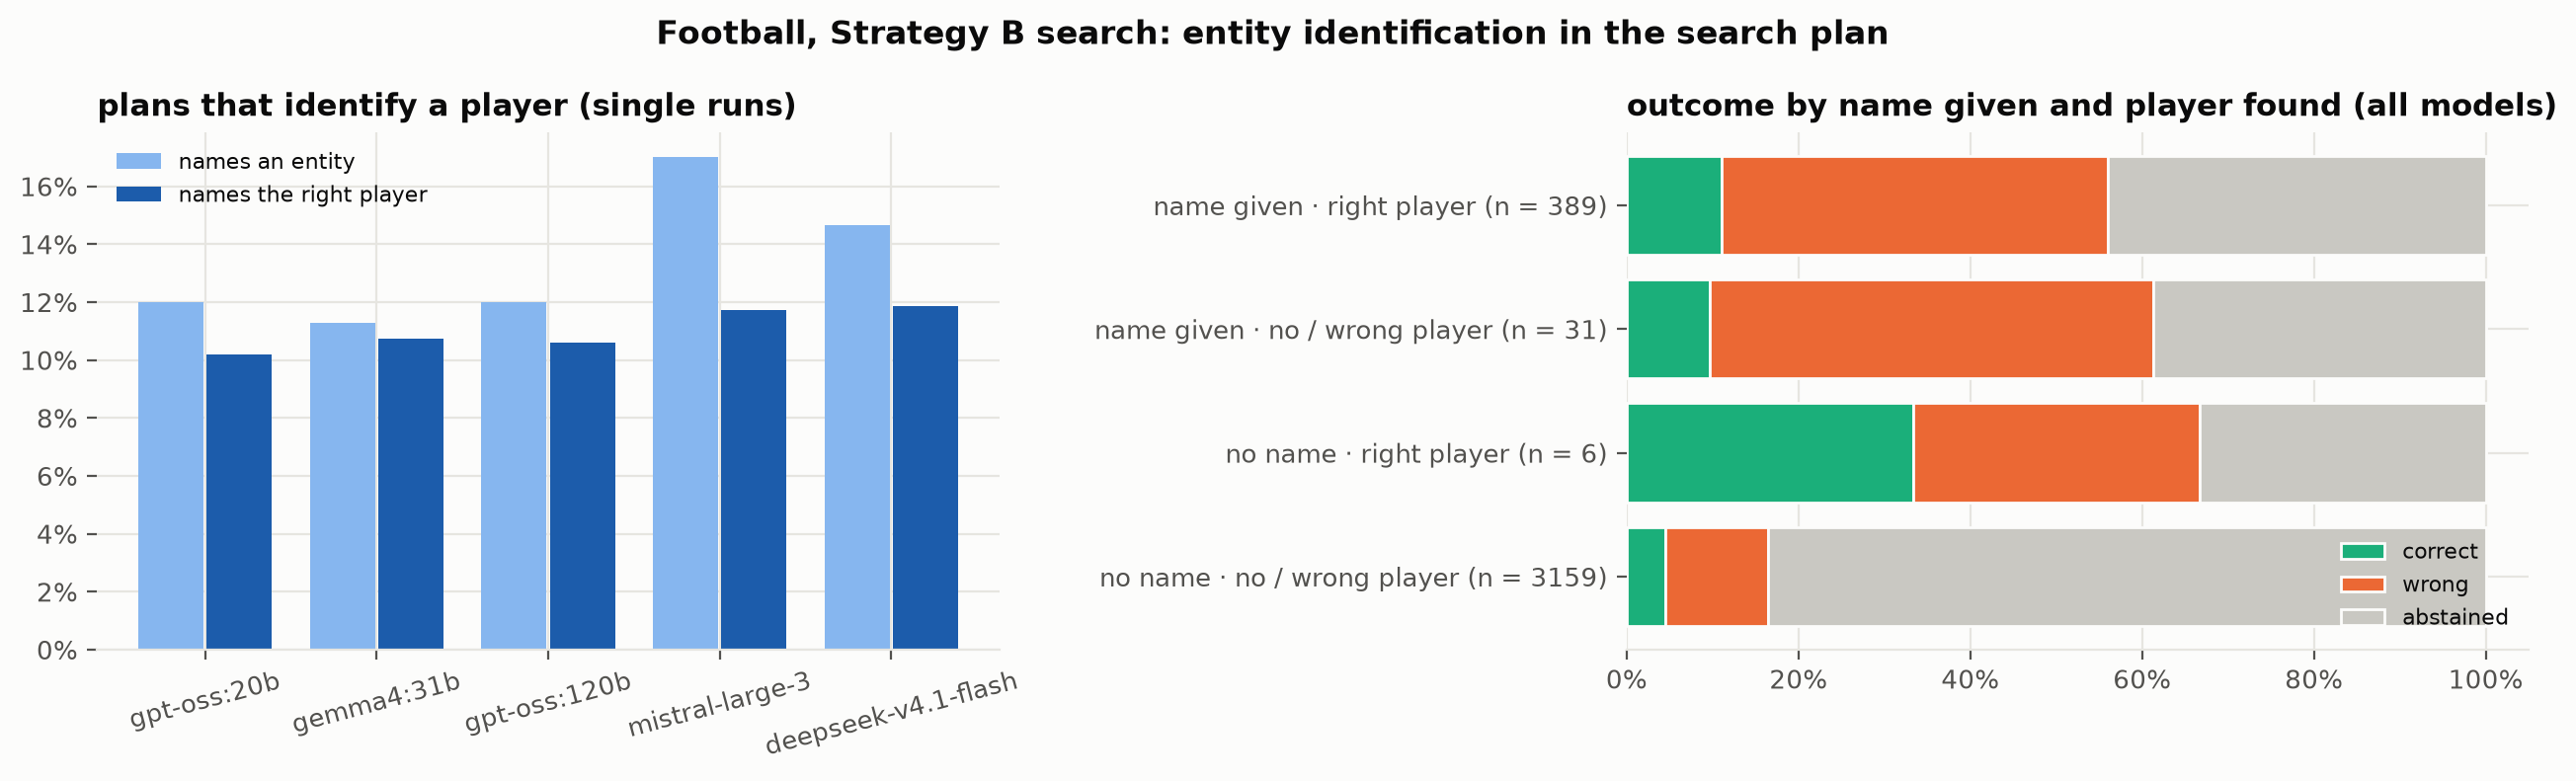 Football, Strategy B search: entity identification in the search plan
plans that identify a player (single runs)
names an entity
names the right player
16%
14%
12%
10%
8%
6%
4%
2%
0%
gpt-oss:20b
gemma4:31b
gpt-oss:120b
mistral-large-3
deepseek-v4.1-flash
outcome by name given and player found (all models)
name given · right player (n = 389)
name given · no / wrong player (n = 31)
no name · right player (n = 6)
no name · no / wrong player (n = 3159)
correct
wrong
abstained
0%
20%
40%
60%
80%
100%